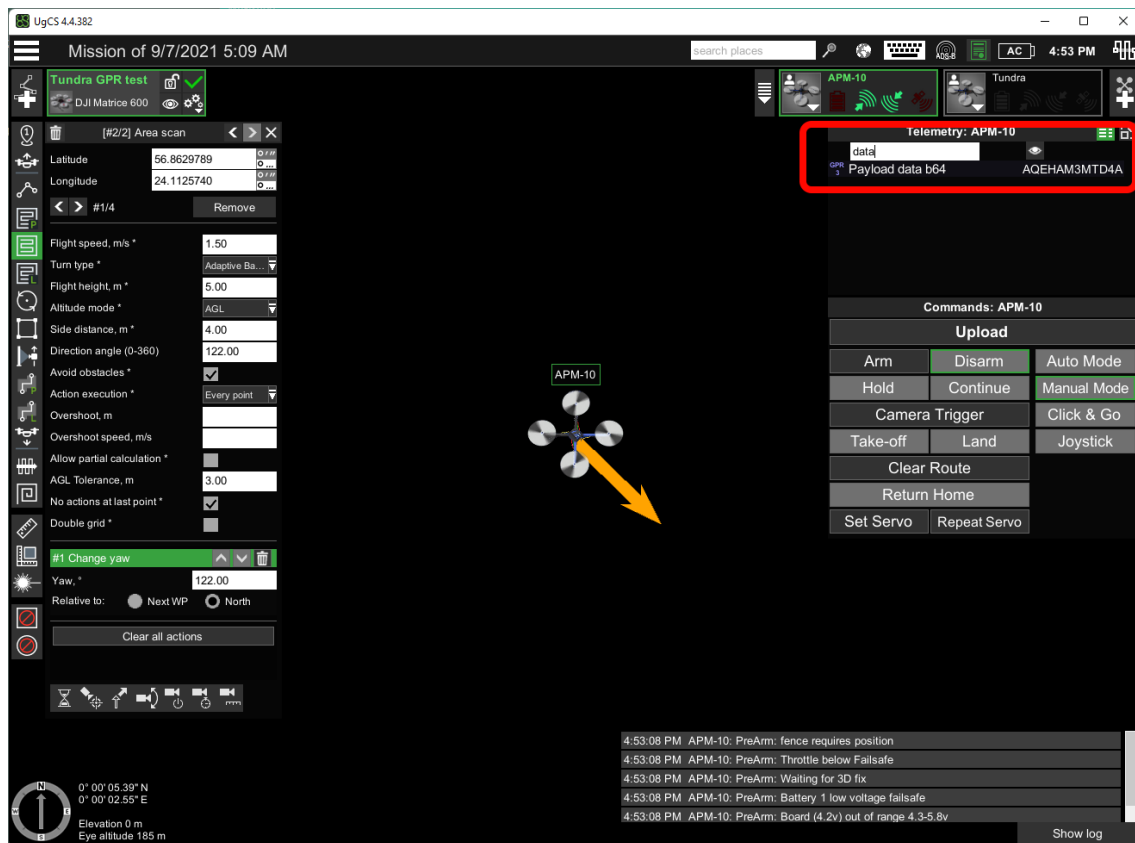 UgCS 4.4.382
Mission of 9/7/2021 5:09 AM
search places
ADS-B
AC
4:53 PM
Tundra GPR test
DJI Matrice 600
APM-10
Tundra
[#2/2] Area scan
Latitude 56.8629789
Longitude 24.1125740
#1/4 Remove
Flight speed, m/s * 1.50
Turn type * Adaptive Ba...
Flight height, m * 5.00
Altitude mode * AGL
Side distance, m * 4.00
Direction angle (0-360) 122.00
Avoid obstacles *
Action execution * Every point
Overshoot, m
Overshoot speed, m/s
Allow partial calculation *
AGL Tolerance, m 3.00
No actions at last point *
Double grid *
#1 Change yaw
Yaw, ° 122.00
Relative to: Next WP North
Clear all actions
APM-10
Telemetry: APM-10
data
GPR 3 Payload data b64 AQEHAM3MTD4A
Commands: APM-10
Upload
Arm Disarm Auto Mode
Hold Continue Manual Mode
Camera Trigger Click & Go
Take-off Land Joystick
Clear Route
Return Home
Set Servo Repeat Servo
4:53:08 PM APM-10: PreArm: fence requires position
4:53:08 PM APM-10: PreArm: Throttle below Failsafe
4:53:08 PM APM-10: PreArm: Waiting for 3D fix
4:53:08 PM APM-10: PreArm: Battery 1 low voltage failsafe
4:53:08 PM APM-10: PreArm: Board (4.2v) out of range 4.3-5.8v
Show log
N
W E
S
0° 00' 05.39" N
0° 00' 02.55" E
Elevation 0 m
Eye altitude 185 m